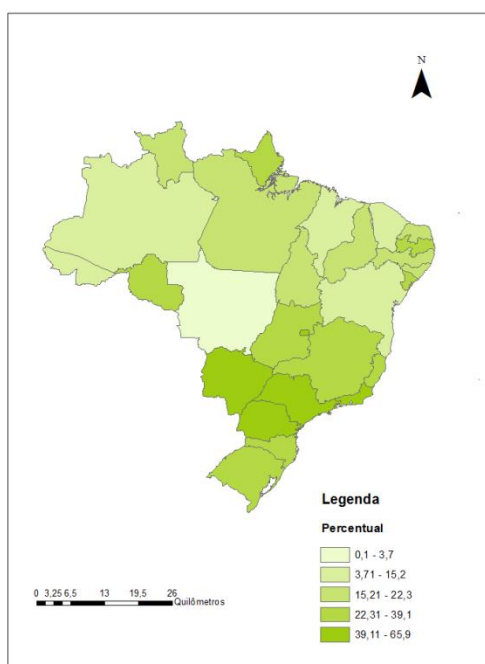 N
Legenda
Percentual
0,1 - 3,7
3,71 - 15,2
15,21 - 22,3
22,31 - 39,1
39,11 - 65,9
0 3,25 6,5 13 19,5 26
Quilômetros